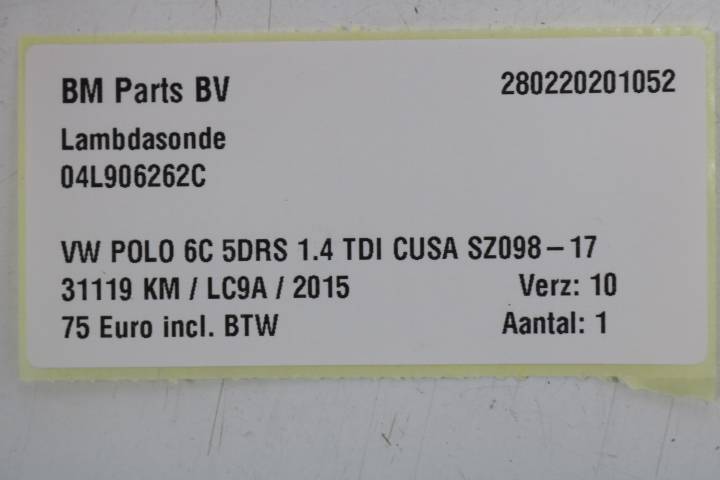 BM Parts BV 280220201052
Lambdasonde
04L906262C
VW POLO 6C 5DRS 1.4 TDI CUSA SZ098-17
31119 KM / LC9A / 2015 Verz: 10
75 Euro incl. BTW Aantal: 1